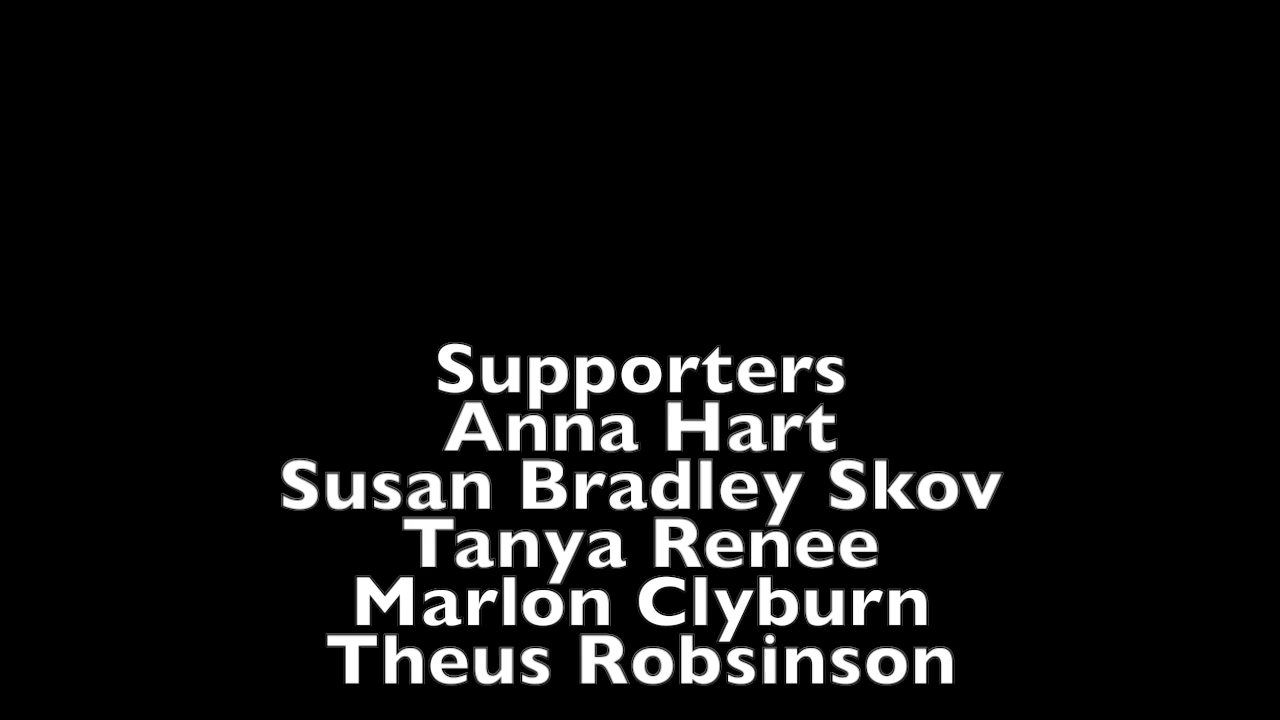 Supporters
Anna Hart
Susan Bradley Skov
Tanya Renee
Marlon Clyburn
Theus Robsinson